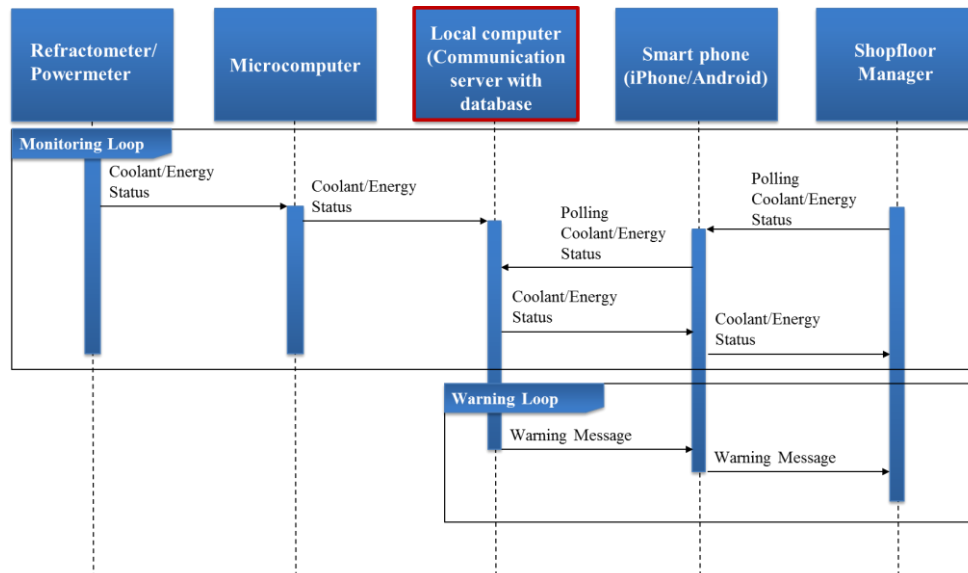 Refractometer/
Powermeter
Microcomputer
Local computer
(Communication
server with
database
Smart phone
(iPhone/Android)
Shopfloor
Manager
Monitoring Loop
Coolant/Energy
Status
Coolant/Energy
Status
Polling
Coolant/Energy
Status
Polling
Coolant/Energy
Status
Coolant/Energy
Status
Coolant/Energy
Status
Warning Loop
Warning Message
Warning Message